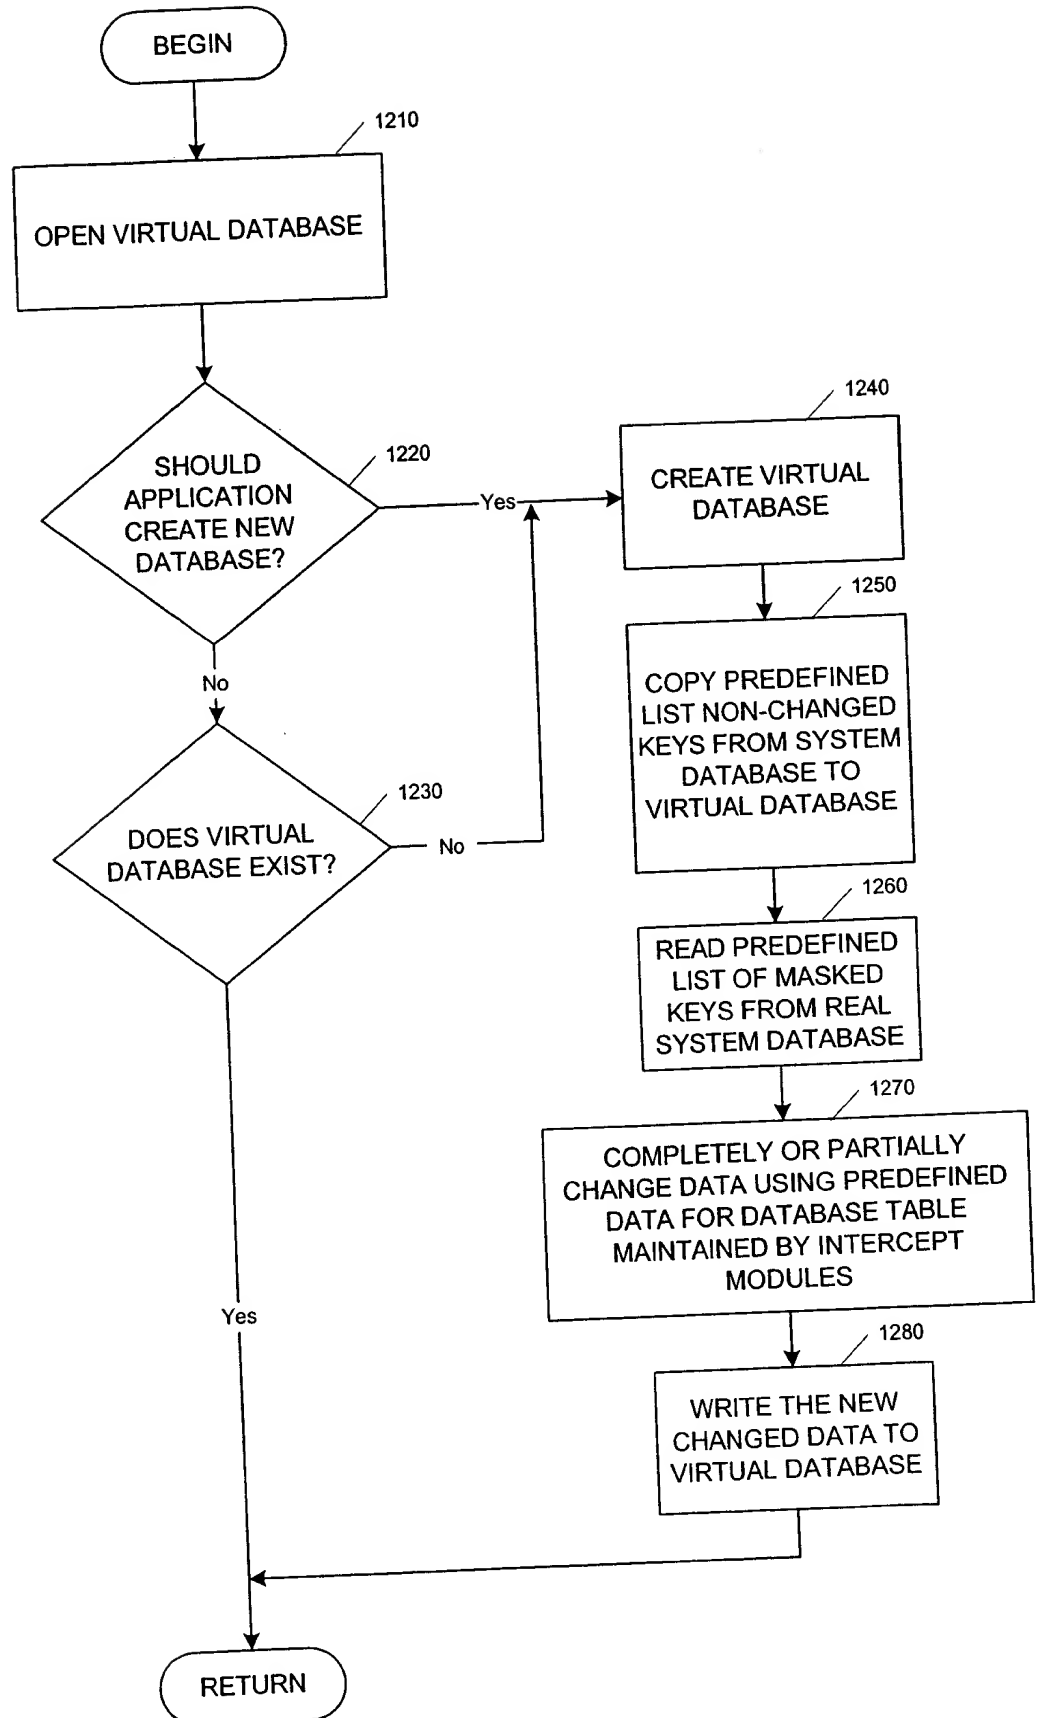 BEGIN
1210
OPEN VIRTUAL DATABASE
1220
SHOULD
APPLICATION
CREATE NEW
DATABASE?
Yes
No
1230
DOES VIRTUAL
DATABASE EXIST?
No
Yes
1240
CREATE VIRTUAL
DATABASE
1250
COPY PREDEFINED
LIST NON-CHANGED
KEYS FROM SYSTEM
DATABASE TO
VIRTUAL DATABASE
1260
READ PREDEFINED
LIST OF MASKED
KEYS FROM REAL
SYSTEM DATABASE
1270
COMPLETELY OR PARTIALLY
CHANGE DATA USING PREDEFINED
DATA FOR DATABASE TABLE
MAINTAINED BY INTERCEPT
MODULES
1280
WRITE THE NEW
CHANGED DATA TO
VIRTUAL DATABASE
RETURN